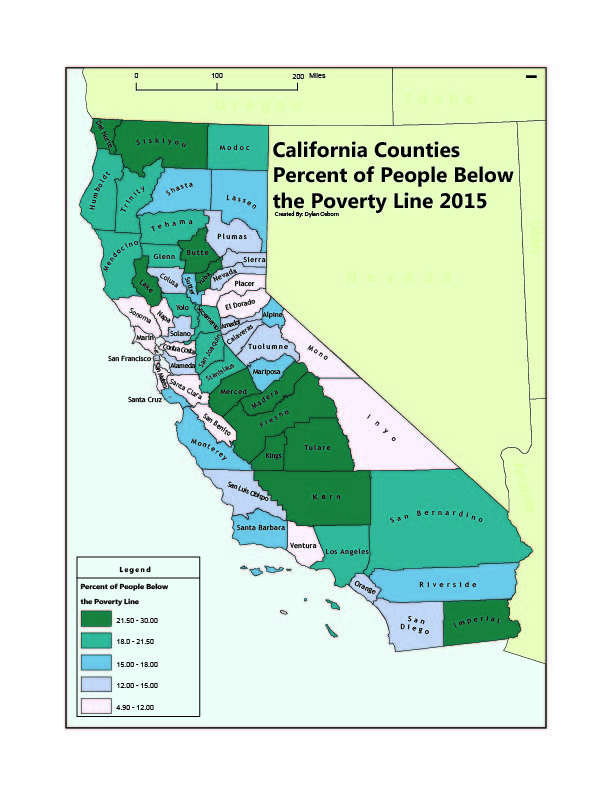 0 100 200 Miles
Oregon
Idaho
California Counties
Percent of People Below
the Poverty Line 2015
Created By: Dylan Osborn
Nevada
Del Norte
Siskiyou
Modoc
Humboldt
Trinity
Shasta
Lassen
Tehama
Plumas
Mendocino
Glenn
Butte
Sierra
Lake
Colusa
Sutter
Yuba
Nevada
Placer
Sonoma
Napa
Yolo
Sacramento
El Dorado
Alpine
Amador
Marin
Solano
Calaveras
Tuolumne
Mono
San Francisco
Contra Costa
San Joaquin
Alameda
Stanislaus
Mariposa
San Mateo
Santa Clara
Merced
Madera
Santa Cruz
San Benito
Fresno
Inyo
Monterey
Kings
Tulare
San Luis Obispo
Kern
San Bernardino
Santa Barbara
Ventura
Los Angeles
Orange
Riverside
San
Diego
Imperial
Legend
Percent of People Below
the Poverty Line
21.50 - 30.00
18.0 - 21.50
15.00 - 18.00
12.00 - 15.00
4.90 - 12.00